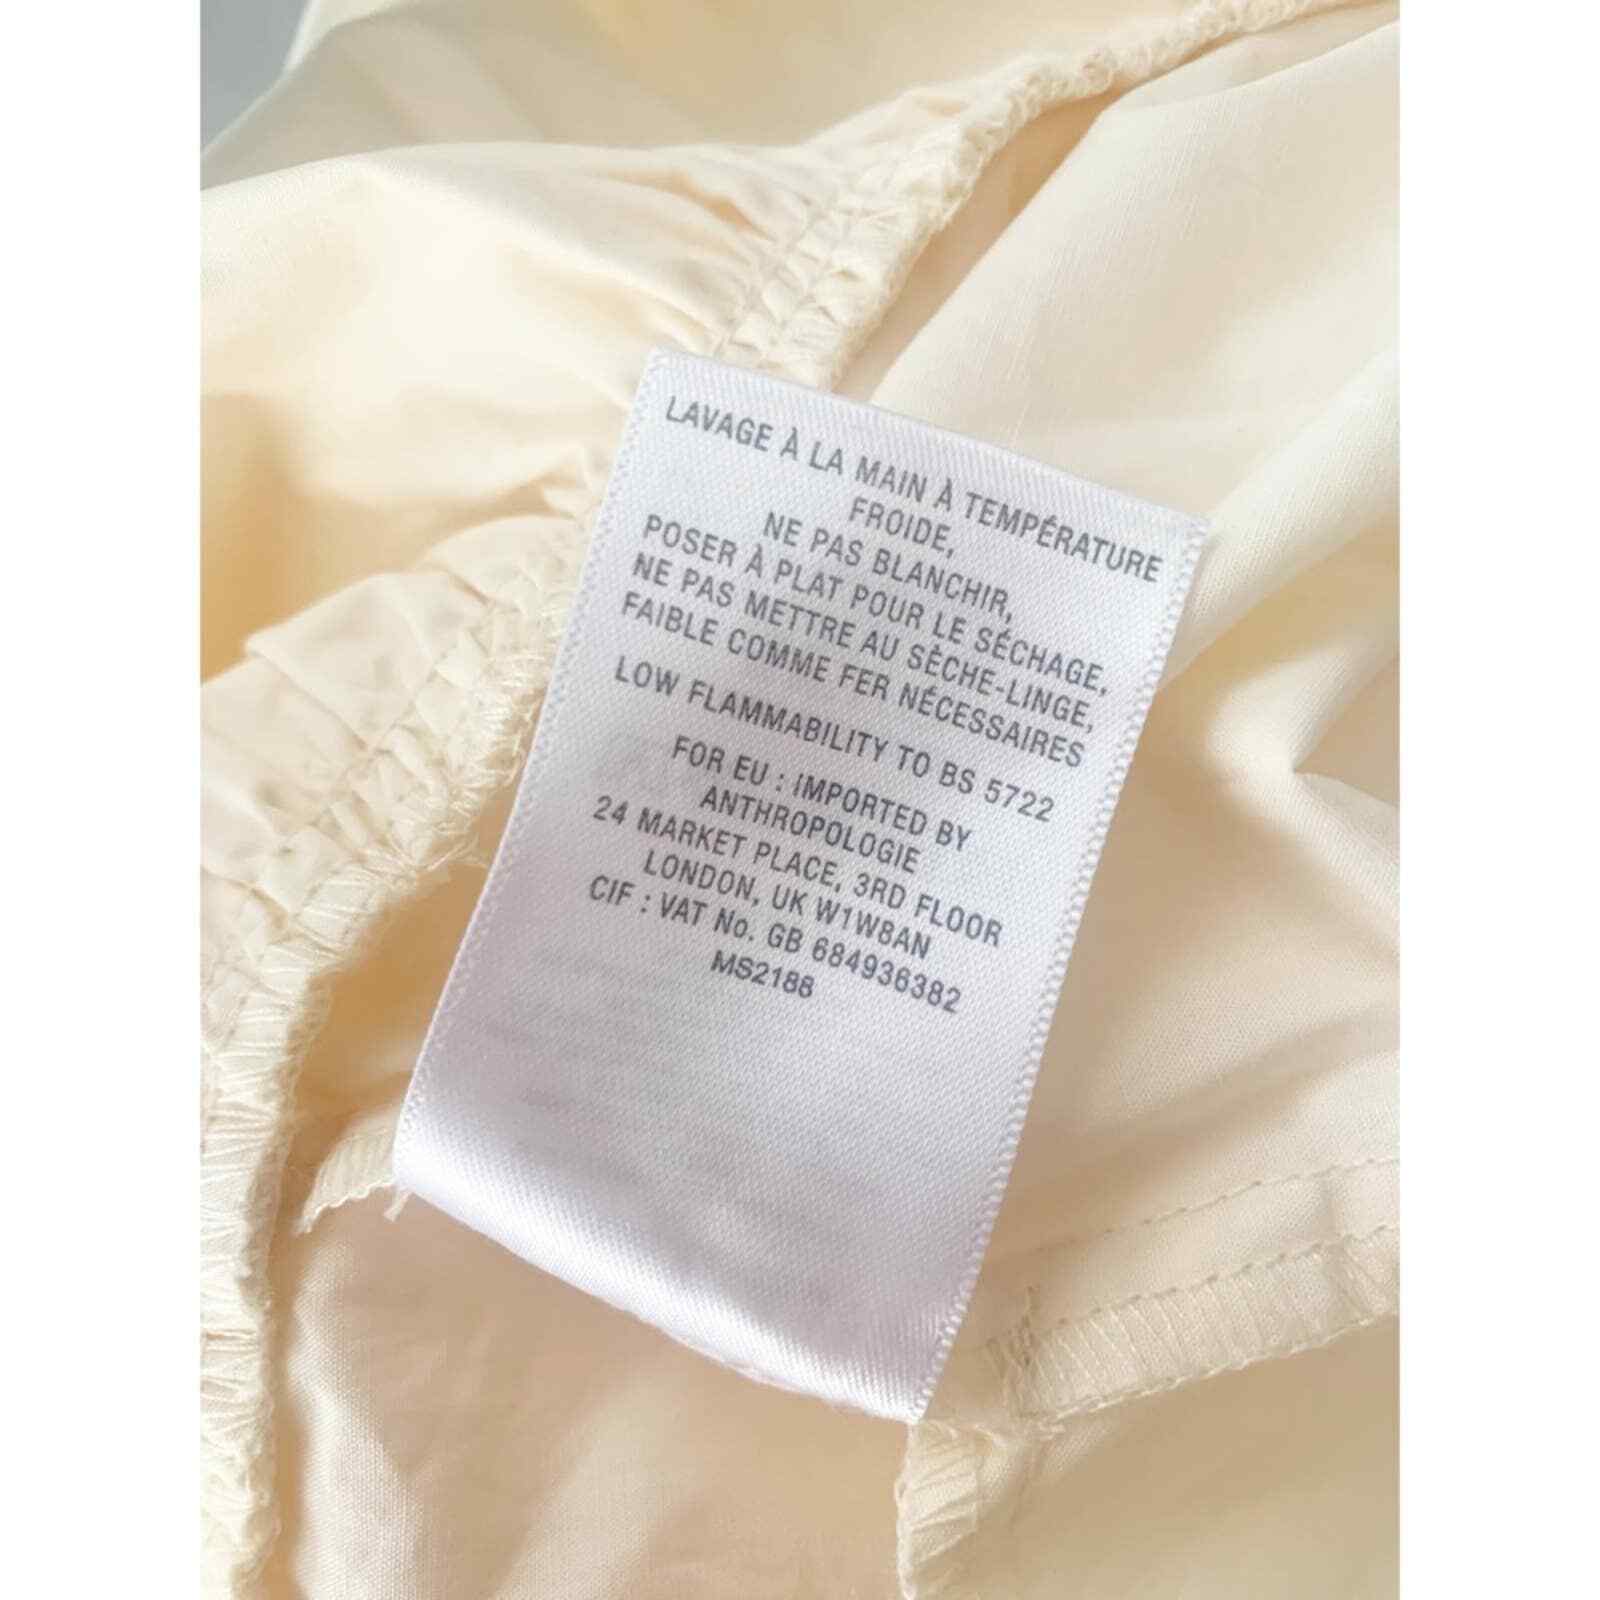 LAVAGE À LA MAIN À TEMPÉRATURE
FROIDE,
NE PAS BLANCHIR,
POSER À PLAT POUR LE SÉCHAGE,
NE PAS METTRE AU SÈCHE-LINGE,
FAIBLE COMME FER NÉCESSAIRES
LOW FLAMMABILITY TO BS 5722
FOR EU : IMPORTED BY
ANTHROPOLOGIE
24 MARKET PLACE, 3RD FLOOR
LONDON, UK W1W8AN
CIF : VAT No. GB 684936382
MS2188